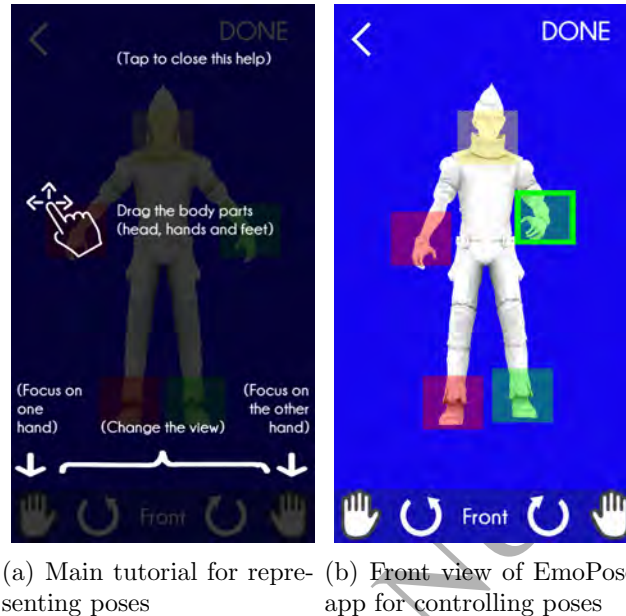 DONE
(Tap to close this help)
Drag the body parts
(head, hands and feet)
(Focus on
one
hand)
(Change the view)
(Focus on
the other
hand)
Front
(a) Main tutorial for repre-
senting poses
DONE
Front
(b) Front view of EmoPose
app for controlling poses